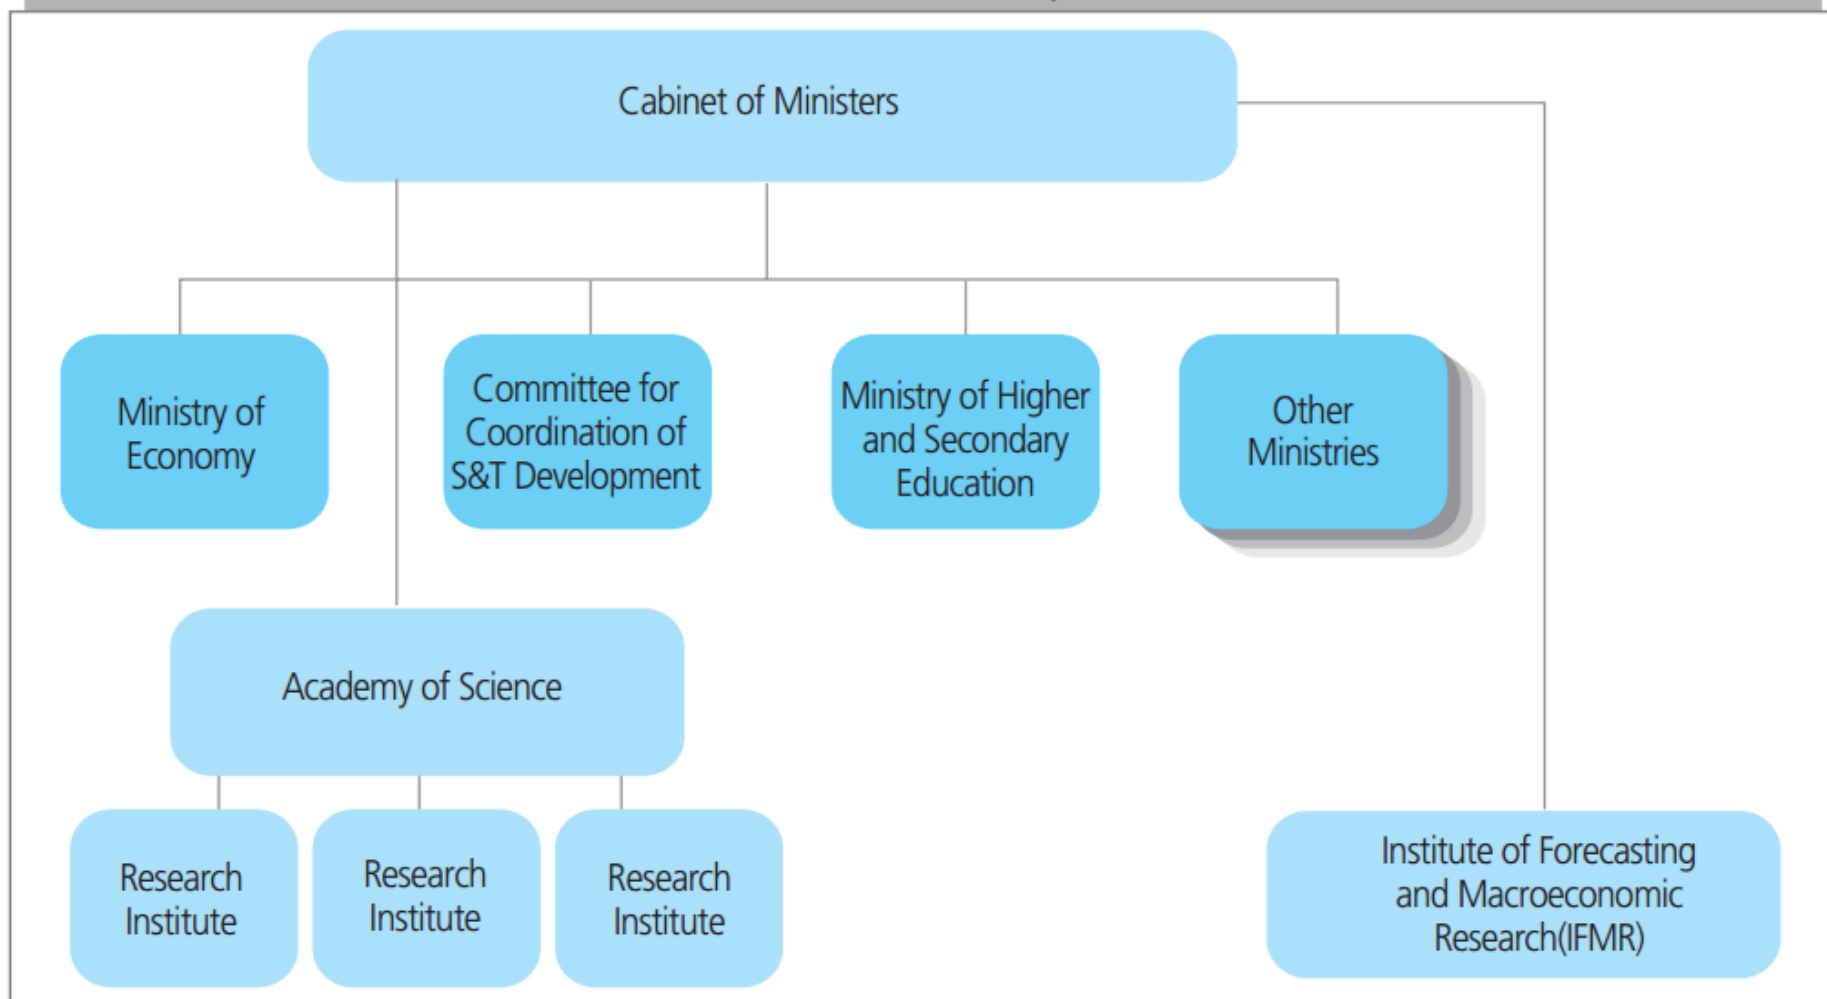 Cabinet of Ministers
Ministry of
Economy
Committee for
Coordination of
S&T Development
Ministry of Higher
and Secondary
Education
Other
Ministries
Academy of Science
Research
Institute
Research
Institute
Research
Institute
Institute of Forecasting
and Macroeconomic
Research(IFMR)